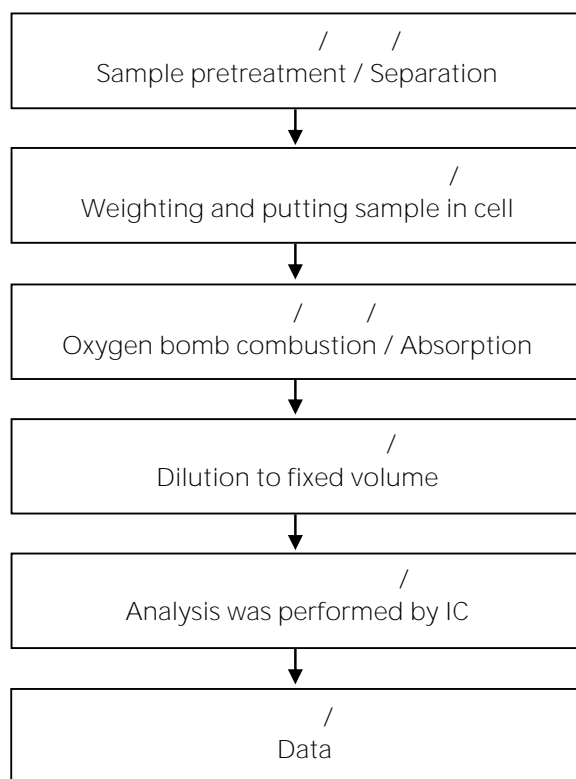 / /
Sample pretreatment / Separation
/
Weighting and putting sample in cell
/ /
Oxygen bomb combustion / Absorption
/
Dilution to fixed volume
/
Analysis was performed by IC
/
Data